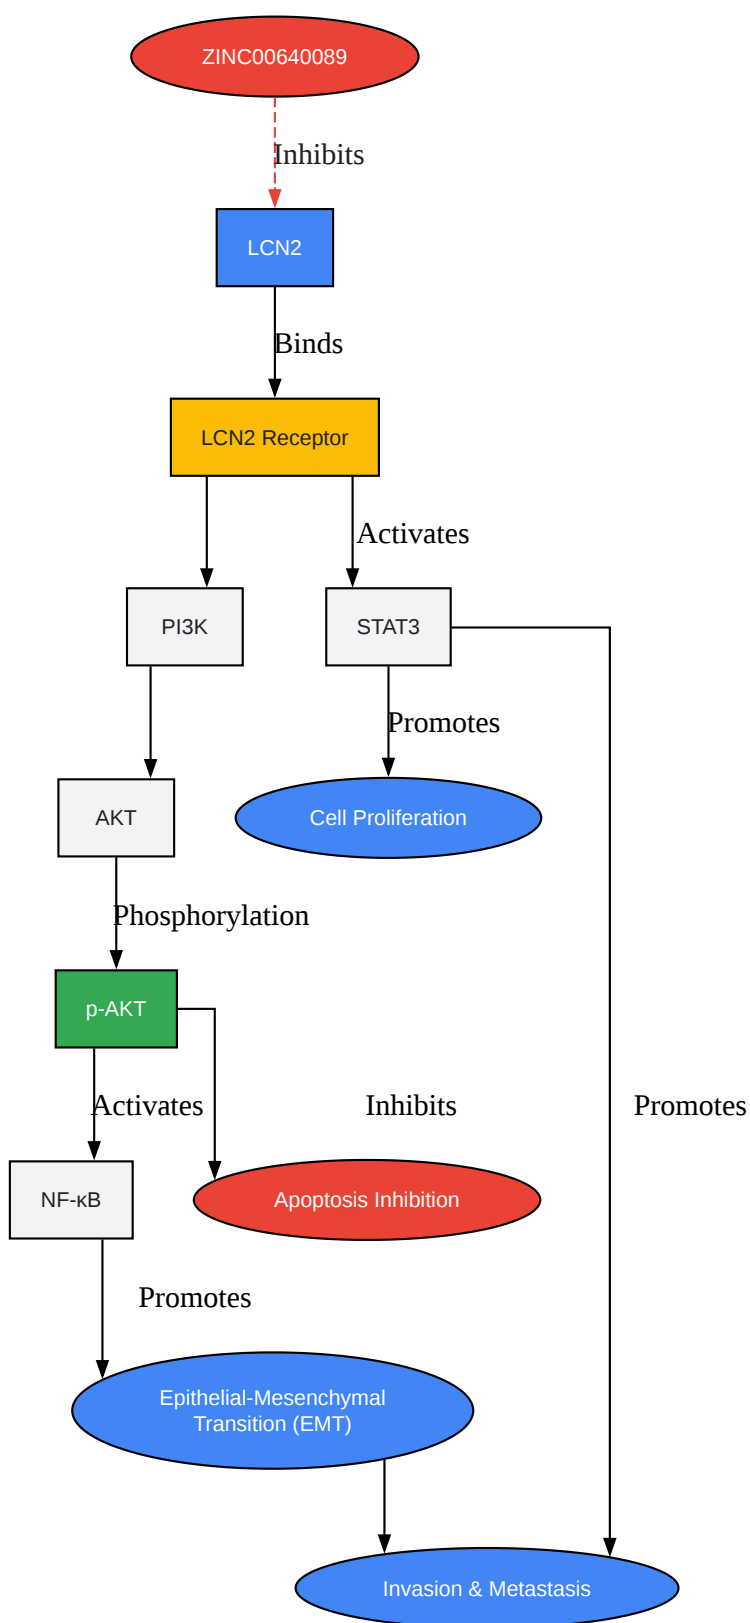 ZINC00640089
Inhibits
LCN2
Binds
LCN2 Receptor
Activates
PI3K
STAT3
Promotes
AKT
Cell Proliferation
Phosphorylation
p-AKT
Activates
Inhibits
Promotes
NF-κB
Apoptosis Inhibition
Promotes
Epithelial-Mesenchymal
Transition (EMT)
Invasion & Metastasis